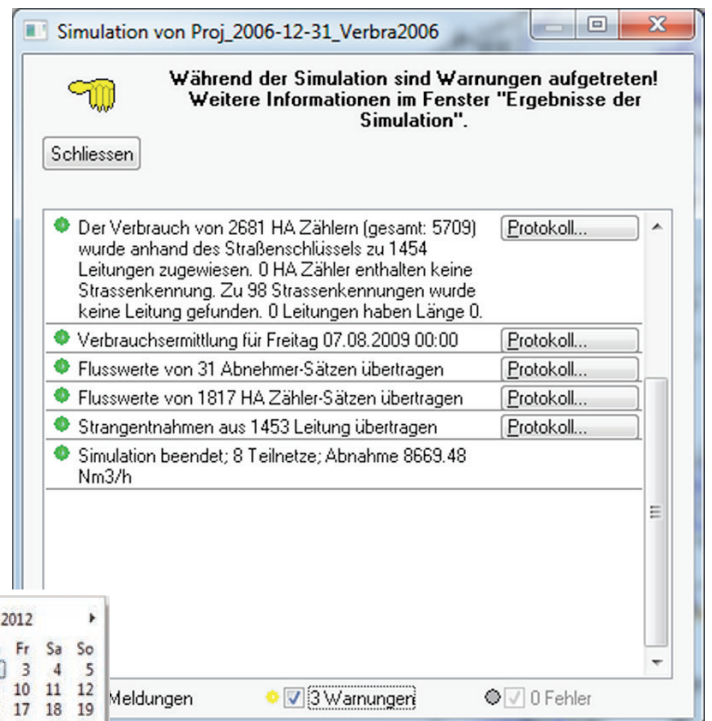 Simulation von Proj_2006-12-31_Verbra2006
Während der Simulation sind Warnungen aufgetreten!
Weitere Informationen im Fenster "Ergebnisse der
Simulation".
Schliessen
Der Verbrauch von 2681 HA Zählern (gesamt: 5709)
wurde anhand des Straßenschlüssels zu 1454
Leitungen zugewiesen. 0 HA Zähler enthalten keine
Strassenkennung. Zu 98 Strassenkennungen wurde
keine Leitung gefunden. 0 Leitungen haben Länge 0.
Protokoll...
Verbrauchsermittlung für Freitag 07.08.2009 00:00
Protokoll...
Flusswerte von 31 Abnehmer-Sätzen übertragen
Protokoll...
Flusswerte von 1817 HA Zähler-Sätzen übertragen
Protokoll...
Strangentnahmen aus 1453 Leitung übertragen
Protokoll...
Simulation beendet; 8 Teilnetze; Abnahme 8669.48
Nm3/h
2012
Fr Sa So
3 4 5
10 11 12
17 18 19
Meldungen
3 Warnungen
0 Fehler